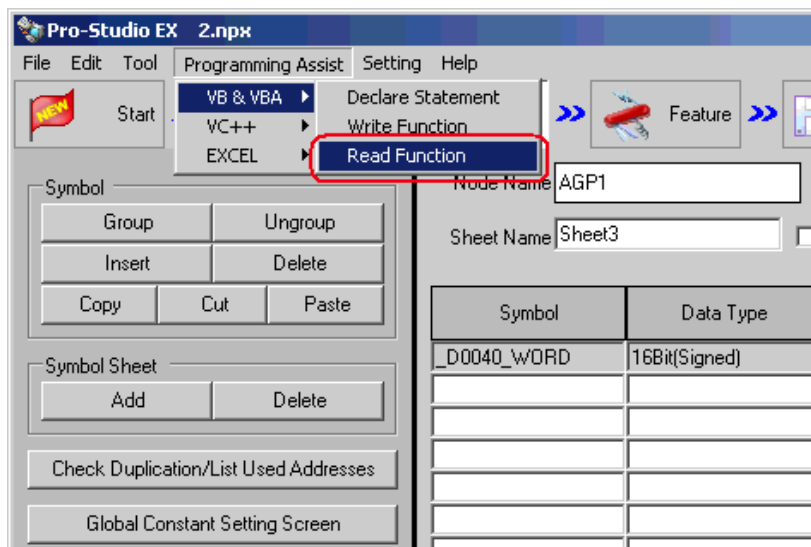 Pro-Studio EX 2.npx
File Edit Tool Programming Assist Setting Help
NEW Start VB & VBA Declare Statement Feature
VC++ Write Function
EXCEL Read Function
Node Name AGP1
Symbol
Group Ungroup
Sheet Name Sheet3
Insert Delete
Copy Cut Paste
Symbol Data Type
_D0040_WORD 16Bit(Signed)
Symbol Sheet
Add Delete
Check Duplication/List Used Addresses
Global Constant Setting Screen